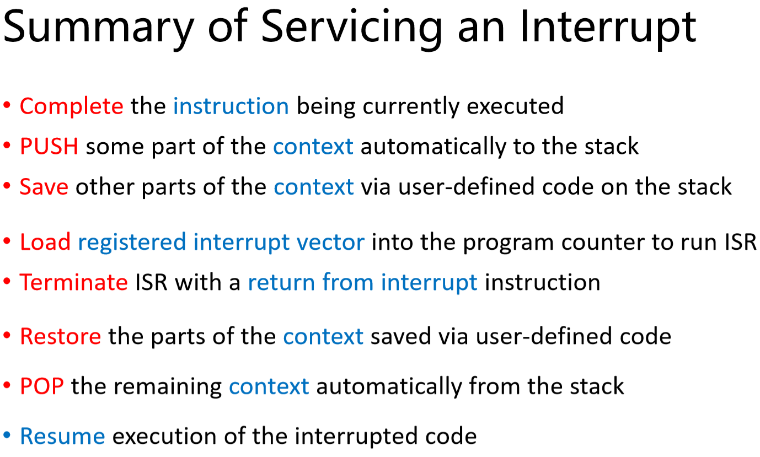 Summary of Servicing an Interrupt
• Complete the instruction being currently executed
• PUSH some part of the context automatically to the stack
• Save other parts of the context via user-defined code on the stack
• Load registered interrupt vector into the program counter to run ISR
• Terminate ISR with a return from interrupt instruction
• Restore the parts of the context saved via user-defined code
• POP the remaining context automatically from the stack
• Resume execution of the interrupted code